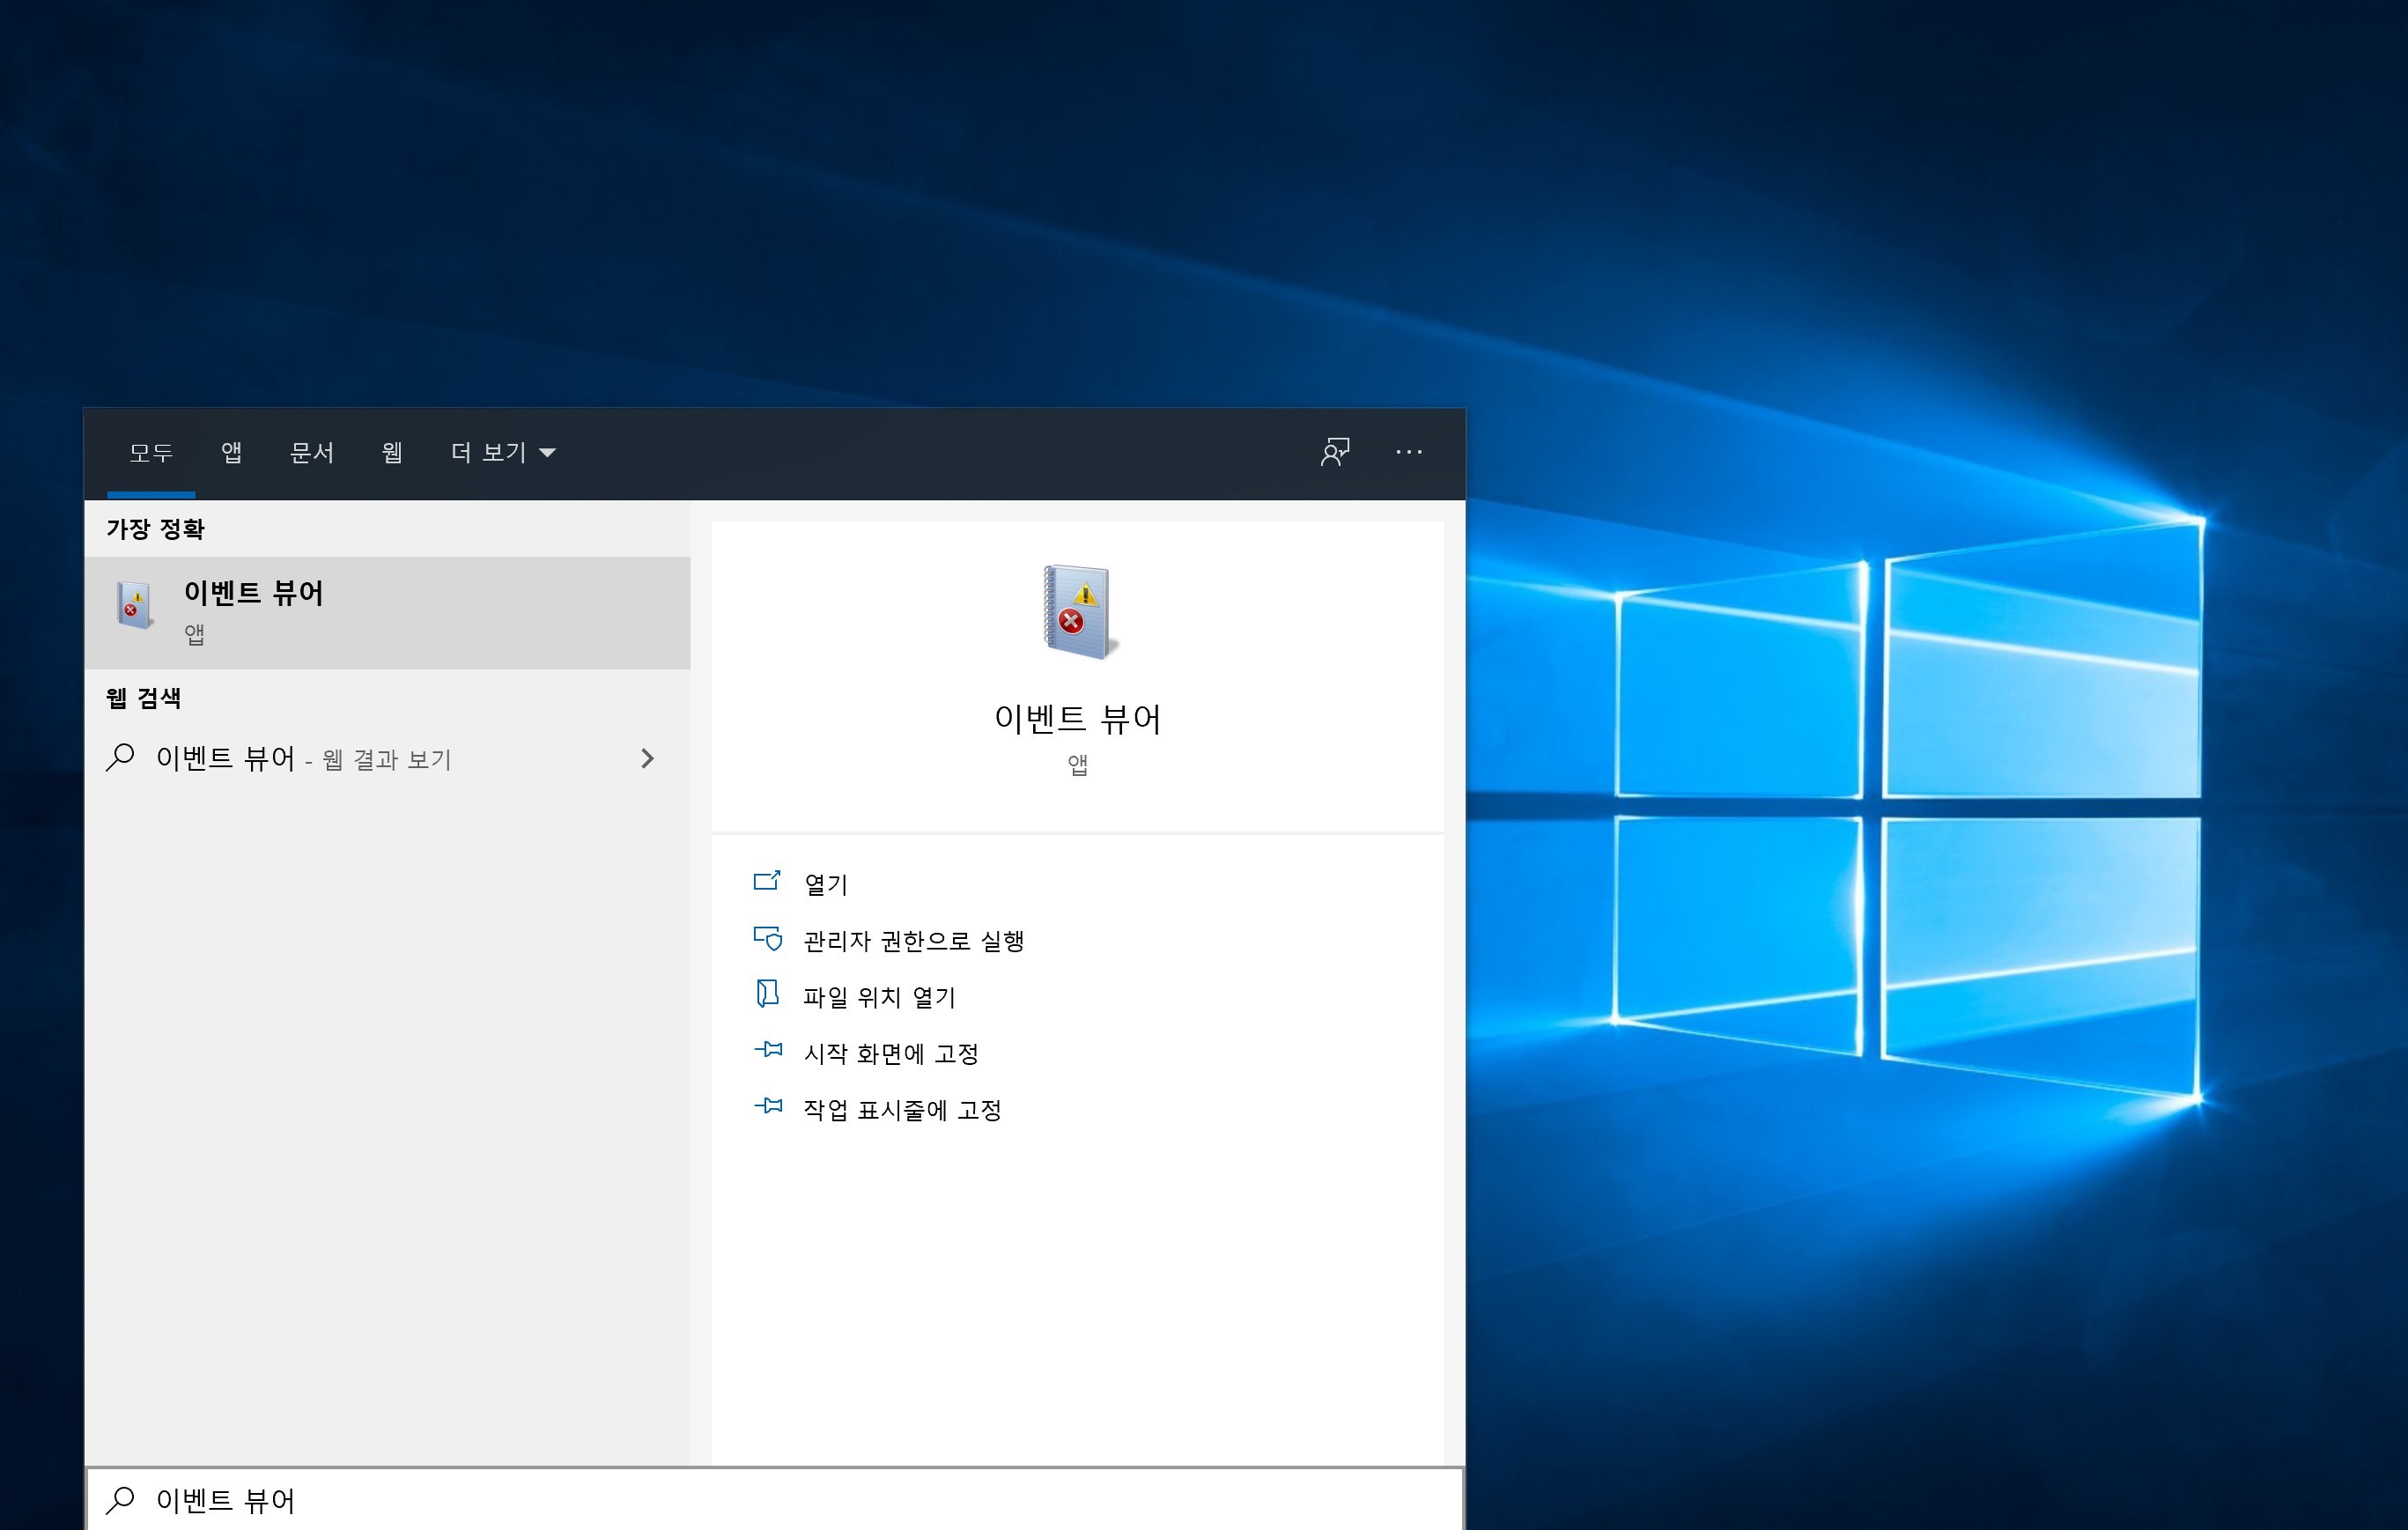 모두 앱 문서 웹 더 보기
가장 정확
이벤트 뷰어
앱
웹 검색
이벤트 뷰어 - 웹 결과 보기
이벤트 뷰어
앱
열기
관리자 권한으로 실행
파일 위치 열기
시작 화면에 고정
작업 표시줄에 고정
이벤트 뷰어